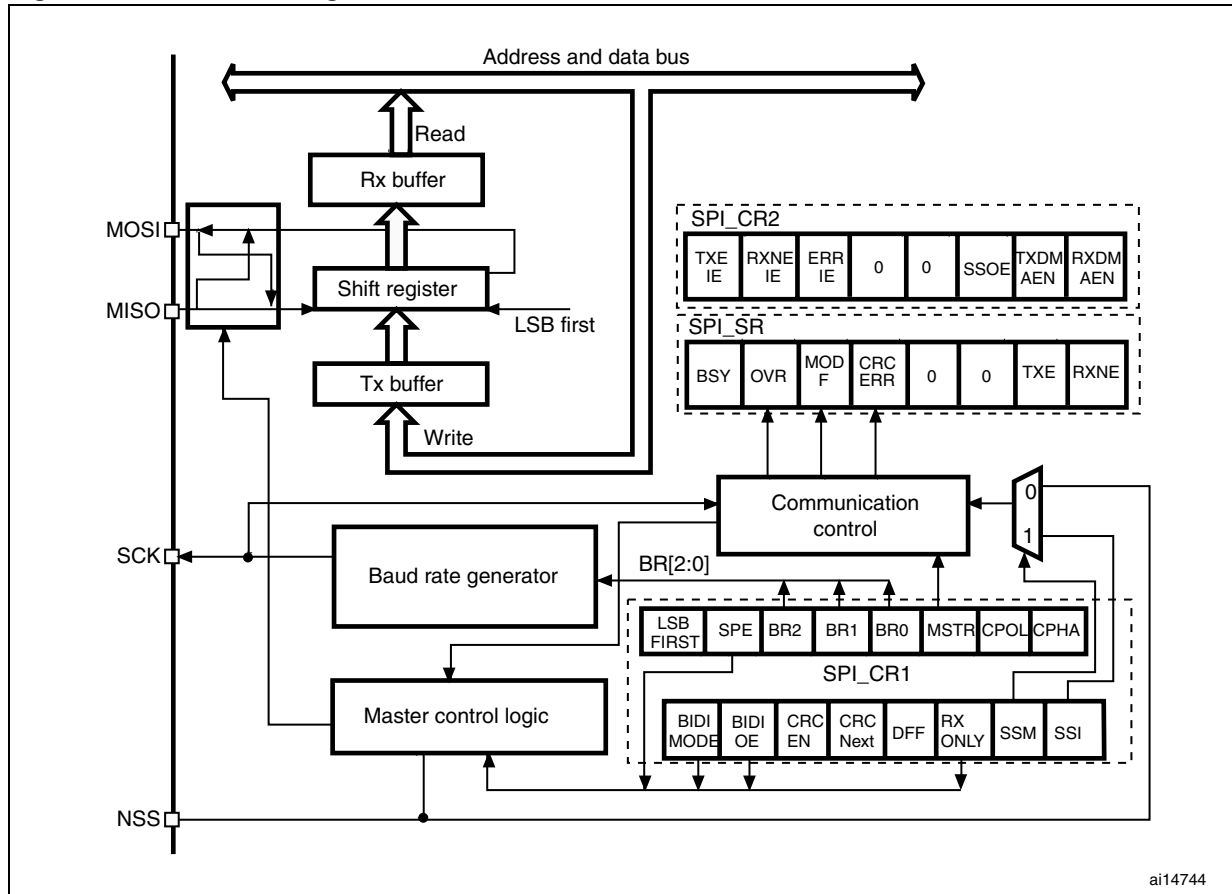 Address and data bus
Read
Rx buffer
MOSI
Shift register
MISO
LSB first
Tx buffer
Write
SPI_CR2
TXE
IE
RXNE
IE
ERR
IE
0
0
SSOE
TXDM
AEN
RXDM
AEN
SPI_SR
BSY
OVR
MOD
F
CRC
ERR
0
0
TXE
RXNE
Communication
control
0
1
SCK
Baud rate generator
BR[2:0]
LSB
FIRST
SPE
BR2
BR1
BR0
MSTR
CPOL
CPHA
SPI_CR1
Master control logic
BIDI
MODE
BIDI
OE
CRC
EN
CRC
Next
DFF
RX
ONLY
SSM
SSI
NSS
ai14744